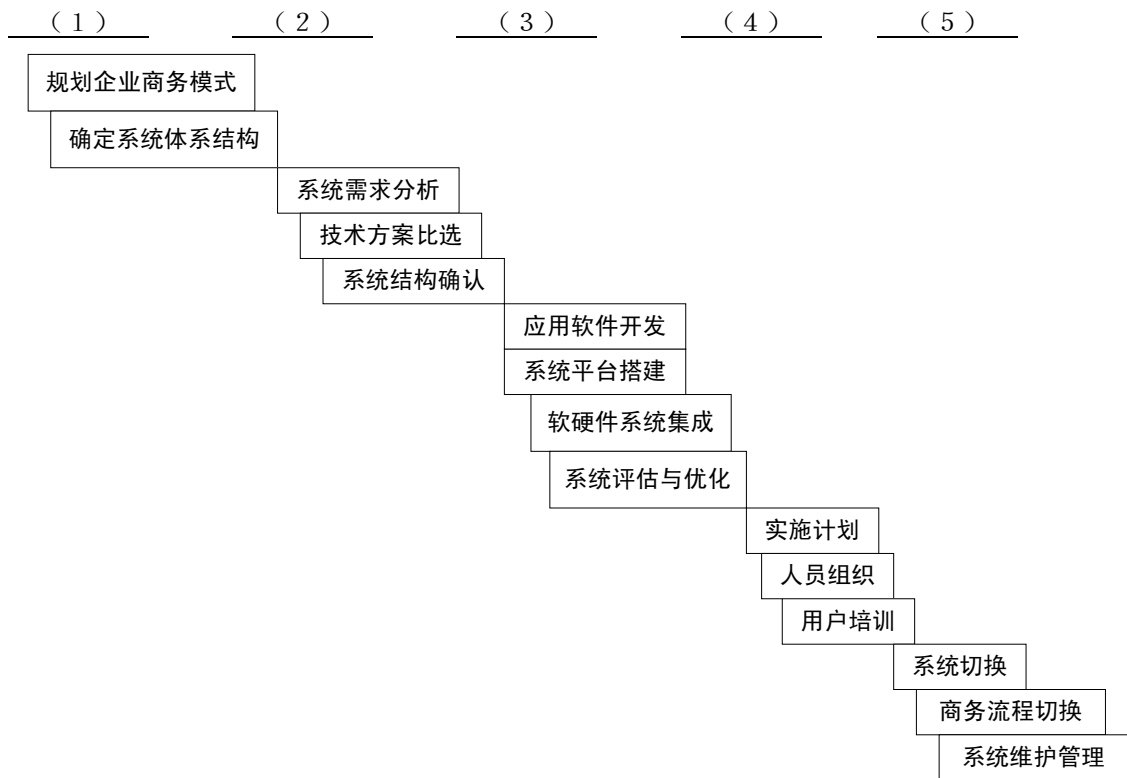 （1） （2） （3） （4） （5）
规划企业商务模式
确定系统体系结构
系统需求分析
技术方案比选
系统结构确认
应用软件开发
系统平台搭建
软硬件系统集成
系统评估与优化
实施计划
人员组织
用户培训
系统切换
商务流程切换
系统维护管理